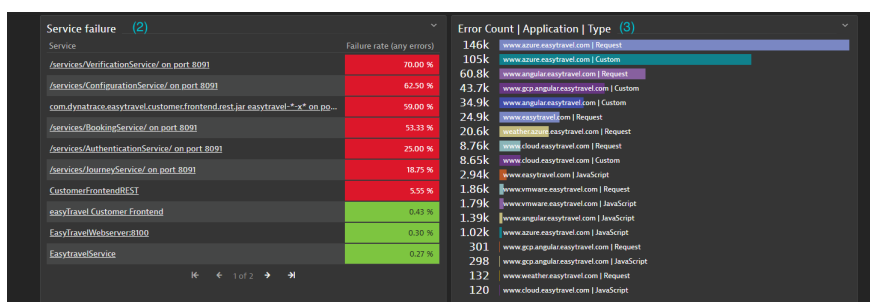 Service failure (2)
Service Failure rate (any errors)
/services/VerificationService/ on port 8091 70.00 %
/services/ConfigurationService/ on port 8091 62.50 %
com.dynatrace.easytravel.customer.frontend.rest.jar easytravel-*-x* on po... 59.00 %
/services/BookingService/ on port 8091 53.33 %
/services/AuthenticationService/ on port 8091 25.00 %
/services/JourneyService/ on port 8091 18.75 %
CustomerFrontendREST 5.55 %
easyTravel Customer Frontend 0.43 %
EasyTravelWebserver:8100 0.30 %
EasytravelService 0.27 %
1 of 2
Error Count | Application | Type (3)
146k www.azure.easytravel.com | Request
105k www.azure.easytravel.com | Custom
60.8k www.angular.easytravel.com | Request
43.7k www.gcp.angular.easytravel.com | Custom
34.9k www.angular.easytravel.com | Custom
24.9k www.easytravel.com | Request
20.6k weather.azure.easytravel.com | Request
8.76k www.cloud.easytravel.com | Request
8.65k www.cloud.easytravel.com | Custom
2.94k www.easytravel.com | JavaScript
1.86k www.vmware.easytravel.com | Request
1.79k www.vmware.easytravel.com | JavaScript
1.39k www.angular.easytravel.com | JavaScript
1.02k www.azure.easytravel.com | JavaScript
301 www.gcp.angular.easytravel.com | Request
298 www.gcp.angular.easytravel.com | JavaScript
132 www.weather.easytravel.com | Request
120 www.cloud.easytravel.com | JavaScript